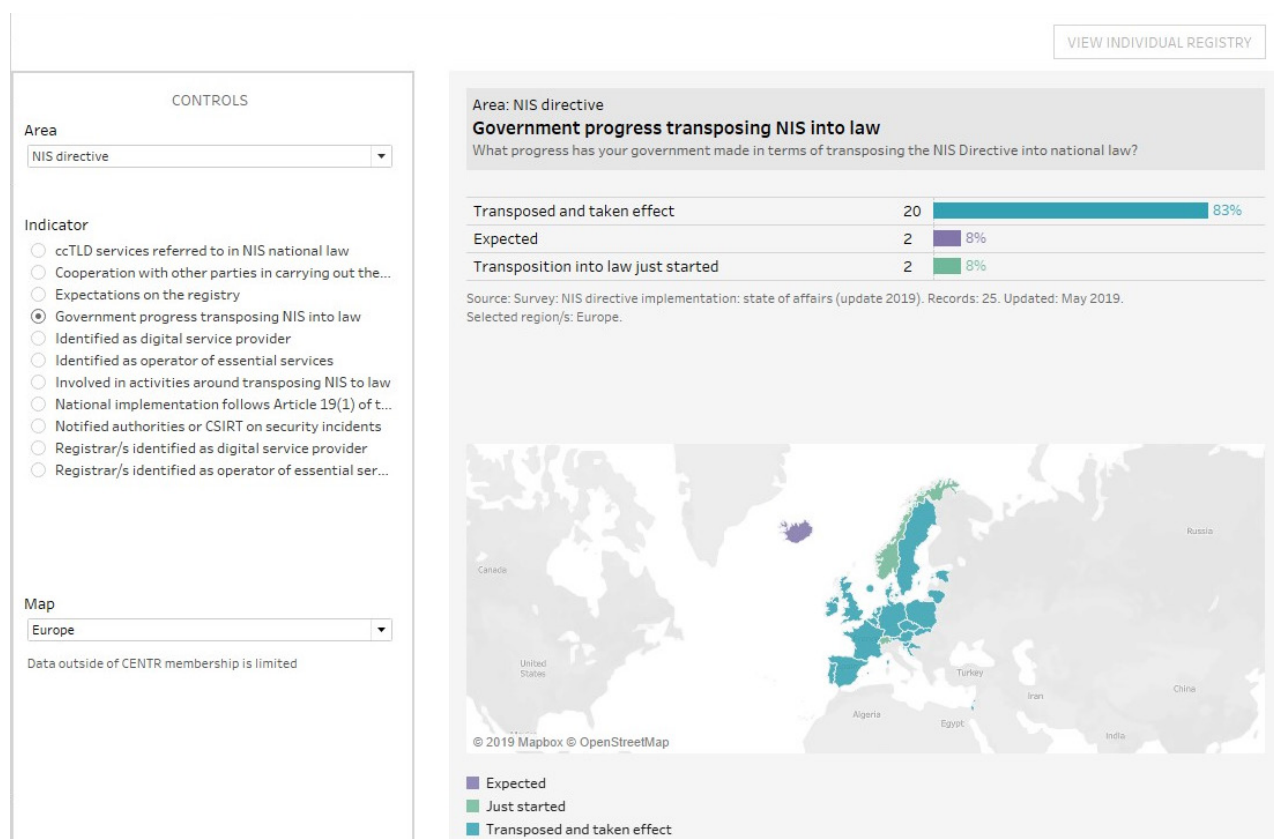 VIEW INDIVIDUAL REGISTRY
CONTROLS
Area
NIS directive
Indicator
ccTLD services referred to in NIS national law
Cooperation with other parties in carrying out the...
Expectations on the registry
Government progress transposing NIS into law
Identified as digital service provider
Identified as operator of essential services
Involved in activities around transposing NIS to law
National implementation follows Article 19(1) of t...
Notified authorities or CSIRT on security incidents
Registrar/s identified as digital service provider
Registrar/s identified as operator of essential ser...
Map
Europe
Data outside of CENTR membership is limited
Area: NIS directive
Government progress transposing NIS into law
What progress has your government made in terms of transposing the NIS Directive into national law?
Transposed and taken effect 20 83%
Expected 2 8%
Transposition into law just started 2 8%
Source: Survey: NIS directive implementation: state of affairs (update 2019). Records: 25. Updated: May 2019.
Selected region/s: Europe.
Russia
Canada
United
States
Turkey
China
Iran
Algeria
Egypt
India
© 2019 Mapbox © OpenStreetMap
Expected
Just started
Transposed and taken effect